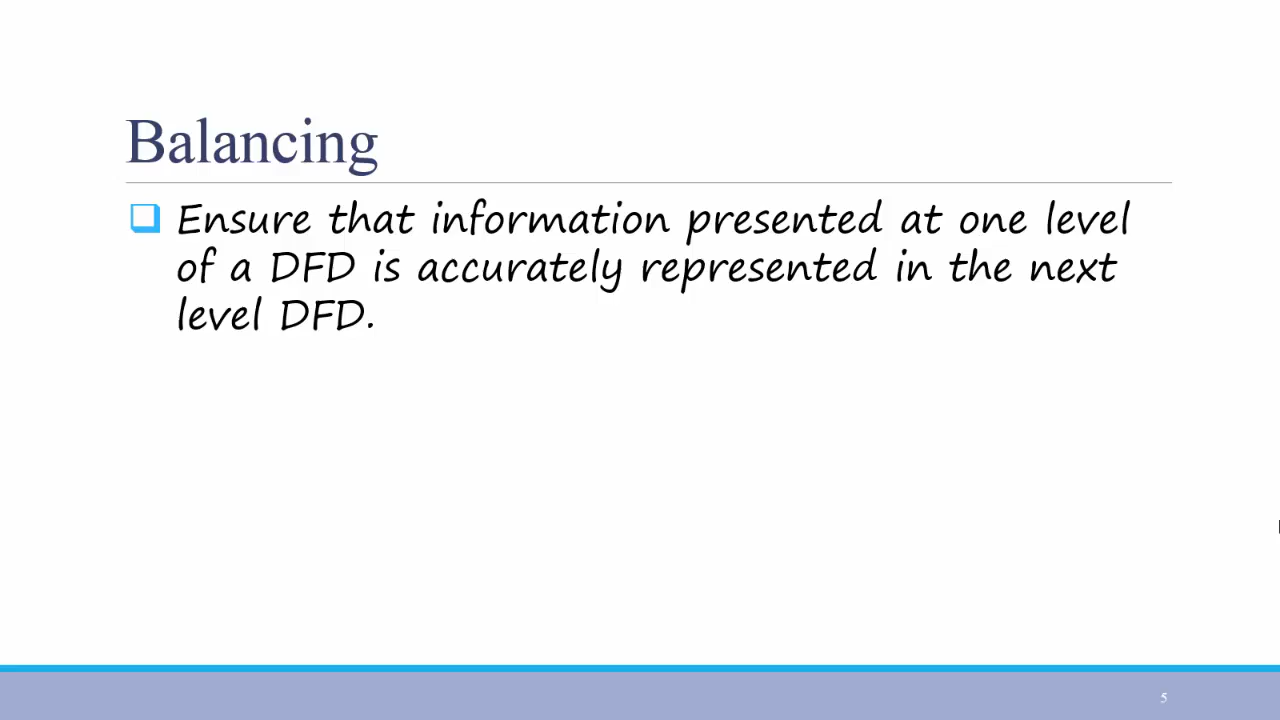 Balancing
Ensure that information presented at one level
of a DFD is accurately represented in the next
level DFD.
5